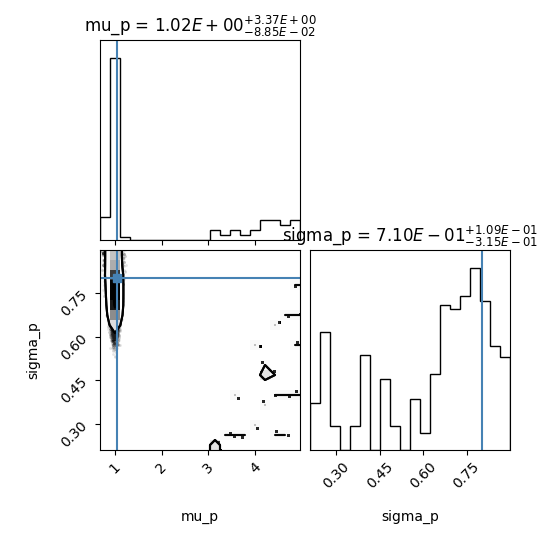 mu_p = 1.02E+00+3.37E+00−8.85E−02
sigma_p = 7.10E−01+1.09E−01−3.15E−01
0.75
0.60
0.45
0.30
sigma_p
1 2 3 4
0.30 0.45 0.60 0.75
mu_p
sigma_p